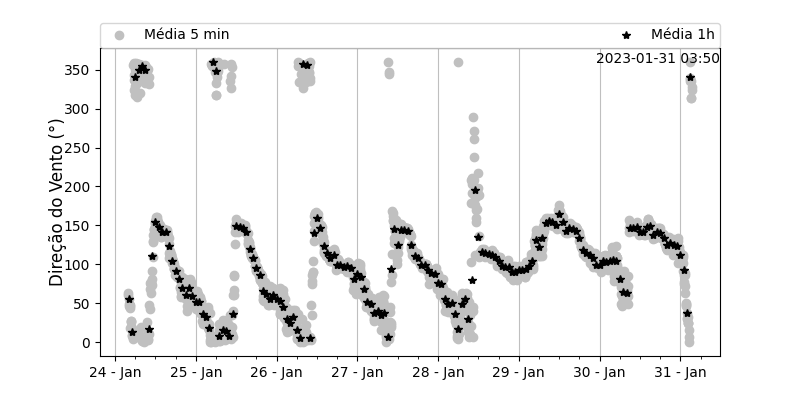 Média 5 min
Média 1h
2023-01-31 03:50
Direção do Vento (°)
350
300
250
200
150
100
50
0
24 - Jan
25 - Jan
26 - Jan
27 - Jan
28 - Jan
29 - Jan
30 - Jan
31 - Jan